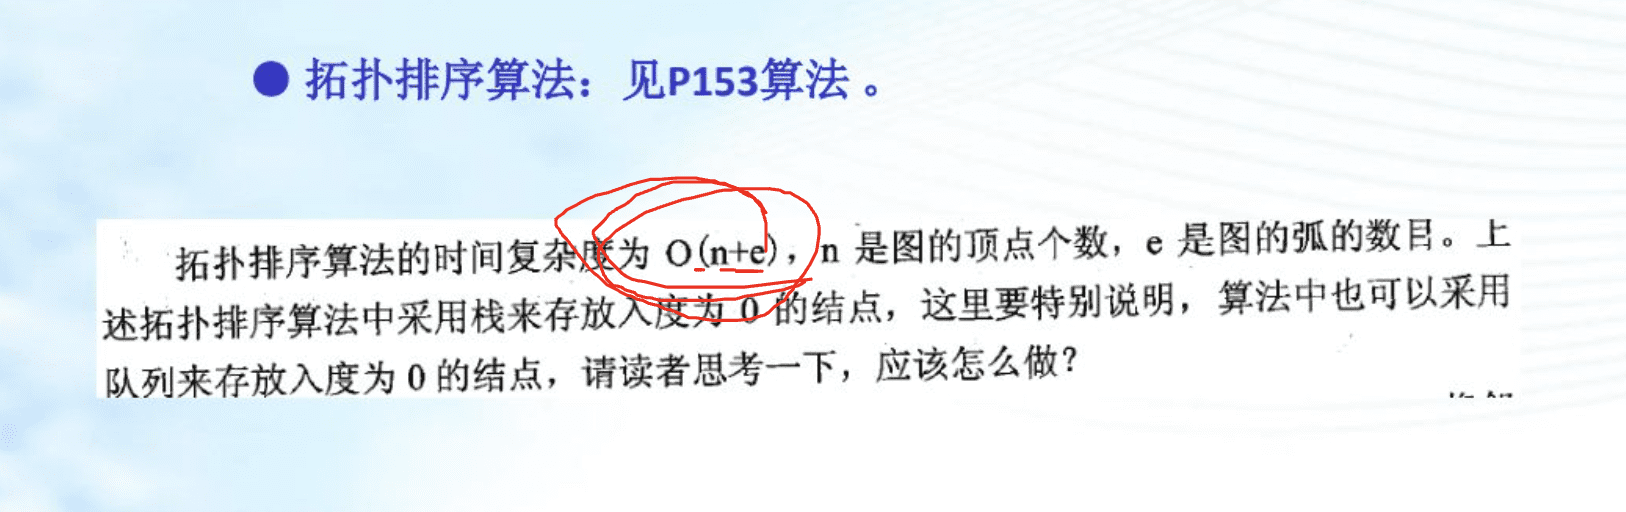 ● 拓扑排序算法：见P153算法 。
拓扑排序算法的时间复杂度为 O(n+e)，n 是图的顶点个数，e 是图的弧的数目。上
述拓扑排序算法中采用栈来存放入度为 0 的结点，这里要特别说明，算法中也可以采用
队列来存放入度为 0 的结点，请读者思考一下，应该怎么做？